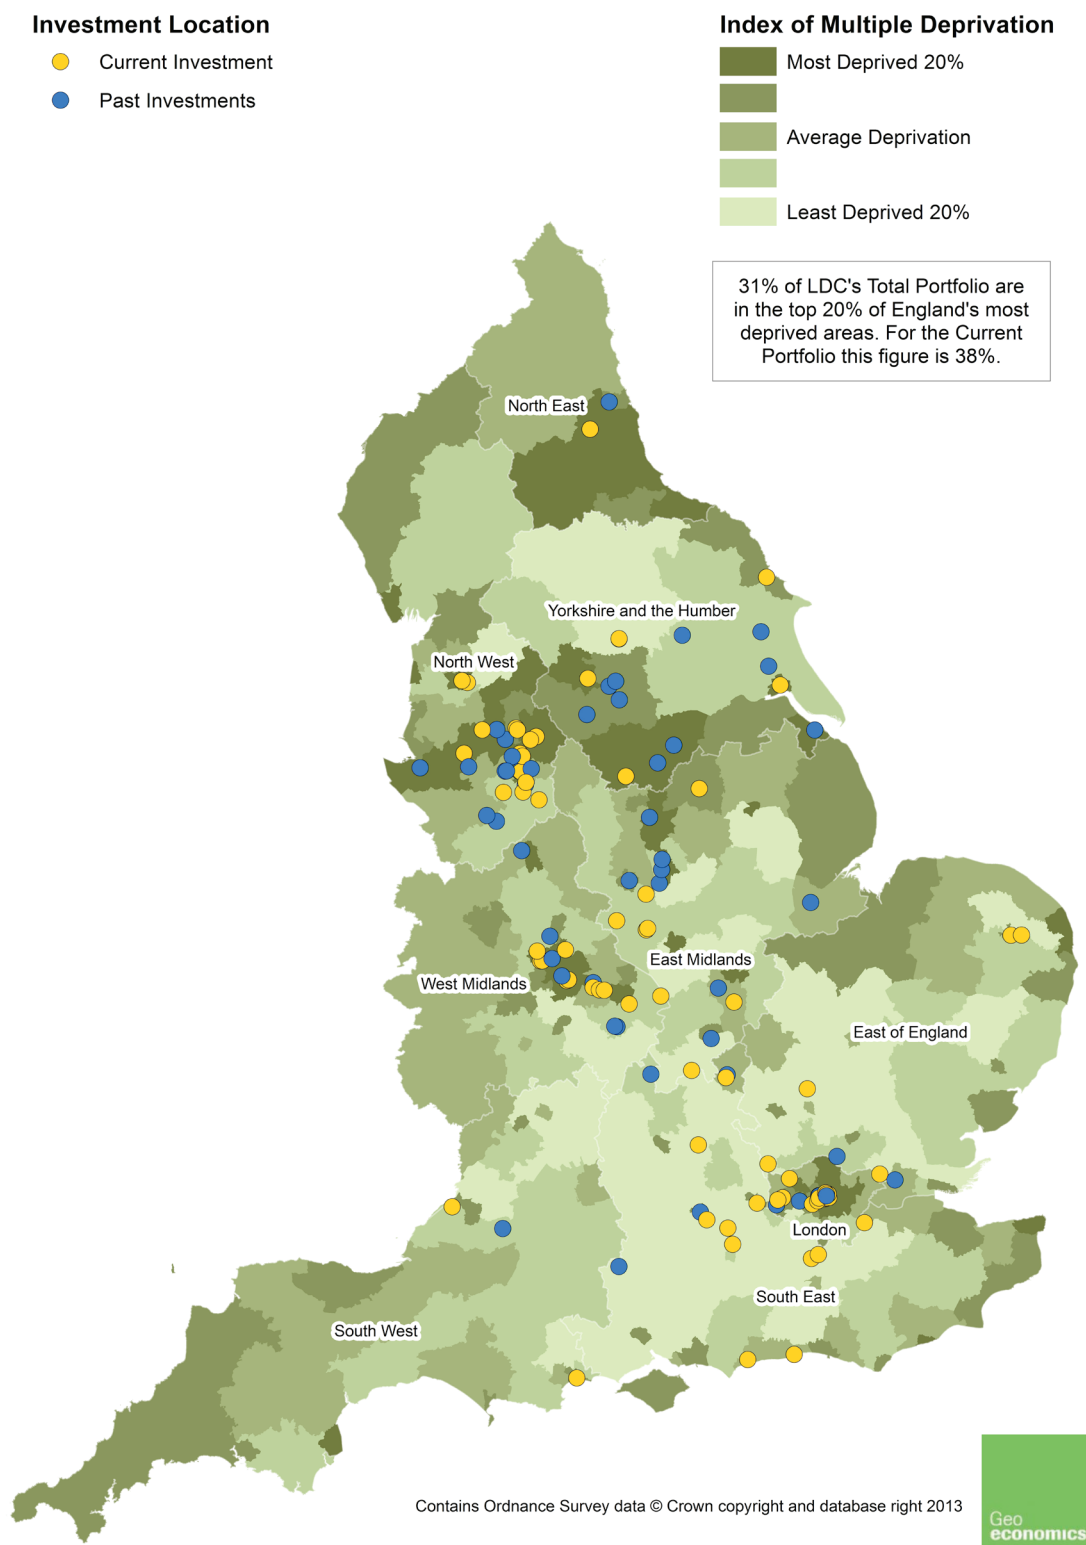 Investment Location
Current Investment
Past Investments
Index of Multiple Deprivation
Most Deprived 20%
Average Deprivation
Least Deprived 20%
31% of LDC's Total Portfolio are
in the top 20% of England's most
deprived areas. For the Current
Portfolio this figure is 38%.
North East
Yorkshire and the Humber
North West
East Midlands
West Midlands
East of England
London
South East
South West
Contains Ordnance Survey data © Crown copyright and database right 2013
Geo
economics